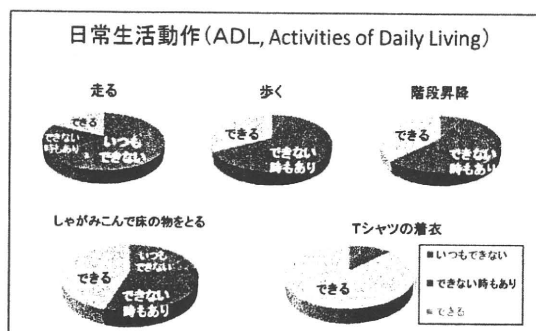 日常生活動作(ADL, Activities of Daily Living)
走る
できる
できない
時もあり
いつも
できない
歩く
できる
できない
時もあり
階段昇降
できる
できない
時もあり
しゃがみこんで床の物をとる
できる
いつも
できない
できない
時もあり
Tシャツの着衣
できる
いつもできない
できない時もあり
できる